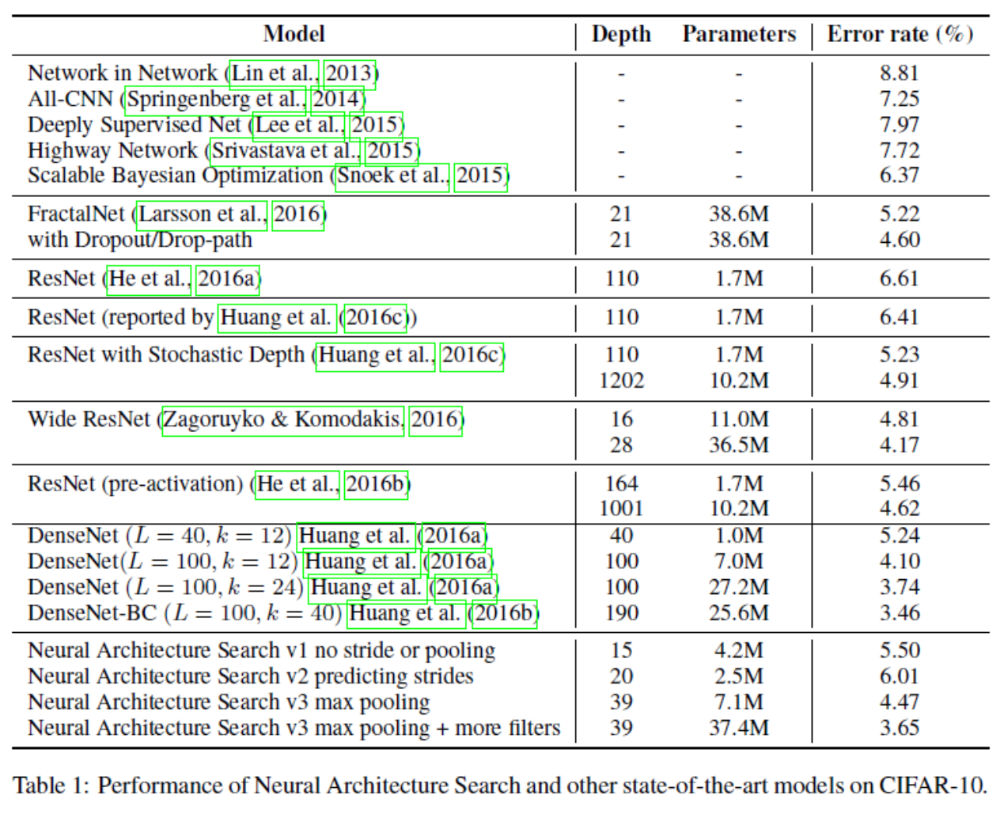 Model Depth Parameters Error rate (%)
Network in Network (Lin et al., 2013) - - 8.81
All-CNN (Springenberg et al., 2014) - - 7.25
Deeply Supervised Net (Lee et al., 2015) - - 7.97
Highway Network (Srivastava et al., 2015) - - 7.72
Scalable Bayesian Optimization (Snoek et al., 2015) - - 6.37
FractalNet (Larsson et al., 2016) 21 38.6M 5.22
with Dropout/Drop-path 21 38.6M 4.60
ResNet (He et al., 2016a) 110 1.7M 6.61
ResNet (reported by Huang et al. (2016c)) 110 1.7M 6.41
ResNet with Stochastic Depth (Huang et al., 2016c) 110 1.7M 5.23
1202 10.2M 4.91
Wide ResNet (Zagoruyko & Komodakis, 2016) 16 11.0M 4.81
28 36.5M 4.17
ResNet (pre-activation) (He et al., 2016b) 164 1.7M 5.46
1001 10.2M 4.62
DenseNet (L = 40, k = 12) Huang et al. (2016a) 40 1.0M 5.24
DenseNet(L = 100, k = 12) Huang et al. (2016a) 100 7.0M 4.10
DenseNet (L = 100, k = 24) Huang et al. (2016a) 100 27.2M 3.74
DenseNet-BC (L = 100, k = 40) Huang et al. (2016b) 190 25.6M 3.46
Neural Architecture Search v1 no stride or pooling 15 4.2M 5.50
Neural Architecture Search v2 predicting strides 20 2.5M 6.01
Neural Architecture Search v3 max pooling 39 7.1M 4.47
Neural Architecture Search v3 max pooling + more filters 39 37.4M 3.65
Table 1: Performance of Neural Architecture Search and other state-of-the-art models on CIFAR-10.